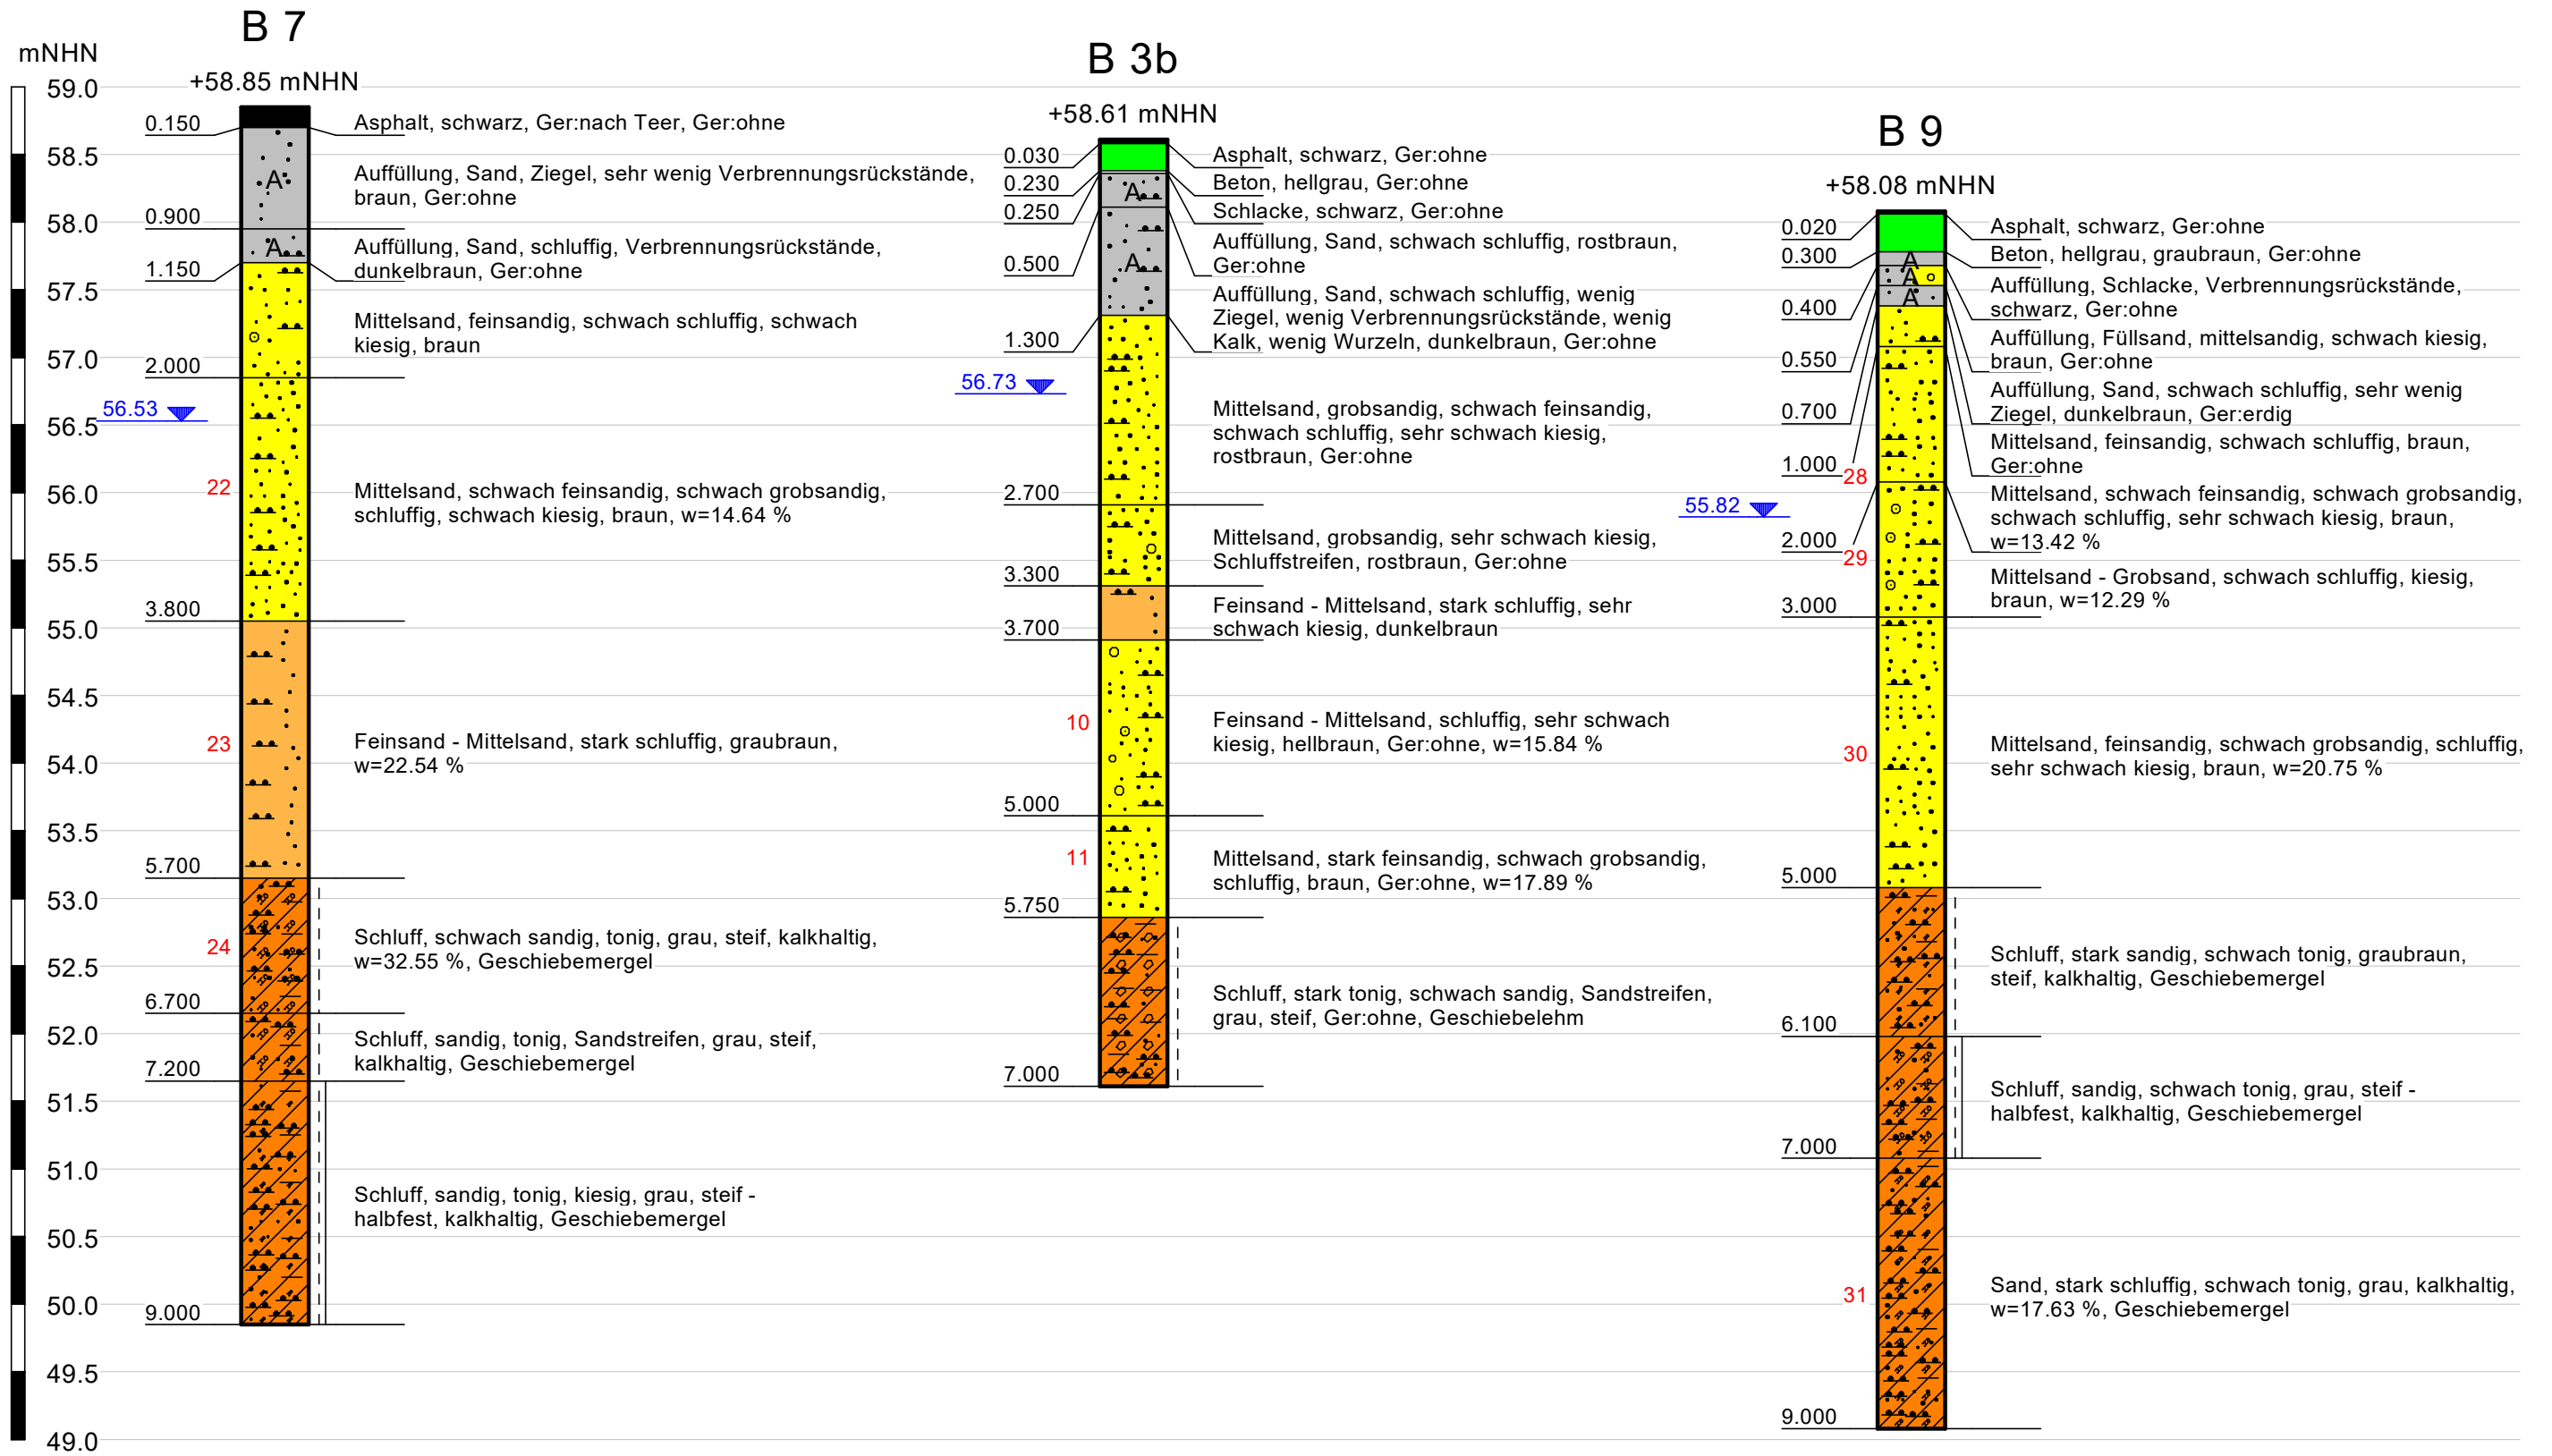 mNHN
59.0
58.5
58.0
57.5
57.0
56.5
56.0
55.5
55.0
54.5
54.0
53.5
53.0
52.5
52.0
51.5
51.0
50.5
50.0
49.5
49.0
B 7
+58.85 mNHN
0.150
Asphalt, schwarz, Ger:nach Teer, Ger:ohne
A
Auffüllung, Sand, Ziegel, sehr wenig Verbrennungsrückstände,
braun, Ger:ohne
0.900
A
Auffüllung, Sand, schluffig, Verbrennungsrückstände,
dunkelbraun, Ger:ohne
1.150
Mittelsand, feinsandig, schwach schluffig, schwach
kiesig, braun
2.000
56.53
22
Mittelsand, schwach feinsandig, schwach grobsandig,
schluffig, schwach kiesig, braun, w=14.64 %
3.800
23
Feinsand - Mittelsand, stark schluffig, graubraun,
w=22.54 %
5.700
24
Schluff, schwach sandig, tonig, grau, steif, kalkhaltig,
w=32.55 %, Geschiebemergel
6.700
Schluff, sandig, tonig, Sandstreifen, grau, steif,
kalkhaltig, Geschiebemergel
7.200
Schluff, sandig, tonig, kiesig, grau, steif -
halbfest, kalkhaltig, Geschiebemergel
9.000
B 3b
+58.61 mNHN
0.030
Asphalt, schwarz, Ger:ohne
0.230
Beton, hellgrau, Ger:ohne
0.250
Schlacke, schwarz, Ger:ohne
A
Auffüllung, Sand, schwach schluffig, rostbraun,
Ger:ohne
0.500
A
Auffüllung, Sand, schwach schluffig, wenig
Ziegel, wenig Verbrennungsrückstände, wenig
Kalk, wenig Wurzeln, dunkelbraun, Ger:ohne
1.300
56.73
Mittelsand, grobsandig, schwach feinsandig,
schwach schluffig, sehr schwach kiesig,
rostbraun, Ger:ohne
2.700
Mittelsand, grobsandig, sehr schwach kiesig,
Schluffstreifen, rostbraun, Ger:ohne
3.300
Feinsand - Mittelsand, stark schluffig, sehr
schwach kiesig, dunkelbraun
3.700
10
Feinsand - Mittelsand, schluffig, sehr schwach
kiesig, hellbraun, Ger:ohne, w=15.84 %
5.000
11
Mittelsand, stark feinsandig, schwach grobsandig,
schluffig, braun, Ger:ohne, w=17.89 %
5.750
Schluff, stark tonig, schwach sandig, Sandstreifen,
grau, steif, Ger:ohne, Geschiebelehm
7.000
B 9
+58.08 mNHN
0.020
Asphalt, schwarz, Ger:ohne
0.300
Beton, hellgrau, graubraun, Ger:ohne
A
Auffüllung, Schlacke, Verbrennungsrückstände,
schwarz, Ger:ohne
0.400
A
Auffüllung, Füllsand, mittelsandig, schwach kiesig,
braun, Ger:ohne
0.550
A
Auffüllung, Sand, schwach schluffig, sehr wenig
Ziegel, dunkelbraun, Ger:erdig
0.700
Mittelsand, feinsandig, schwach schluffig, braun,
Ger:ohne
1.000
28
Mittelsand, schwach feinsandig, schwach grobsandig,
schwach schluffig, sehr schwach kiesig, braun,
w=13.42 %
55.82
2.000
29
Mittelsand - Grobsand, schwach schluffig, kiesig,
braun, w=12.29 %
3.000
30
Mittelsand, feinsandig, schwach grobsandig, schluffig,
sehr schwach kiesig, braun, w=20.75 %
5.000
Schluff, stark sandig, schwach tonig, graubraun,
steif, kalkhaltig, Geschiebemergel
6.100
Schluff, sandig, schwach tonig, grau, steif -
halbfest, kalkhaltig, Geschiebemergel
7.000
31
Sand, stark schluffig, schwach tonig, grau, kalkhaltig,
w=17.63 %, Geschiebemergel
9.000